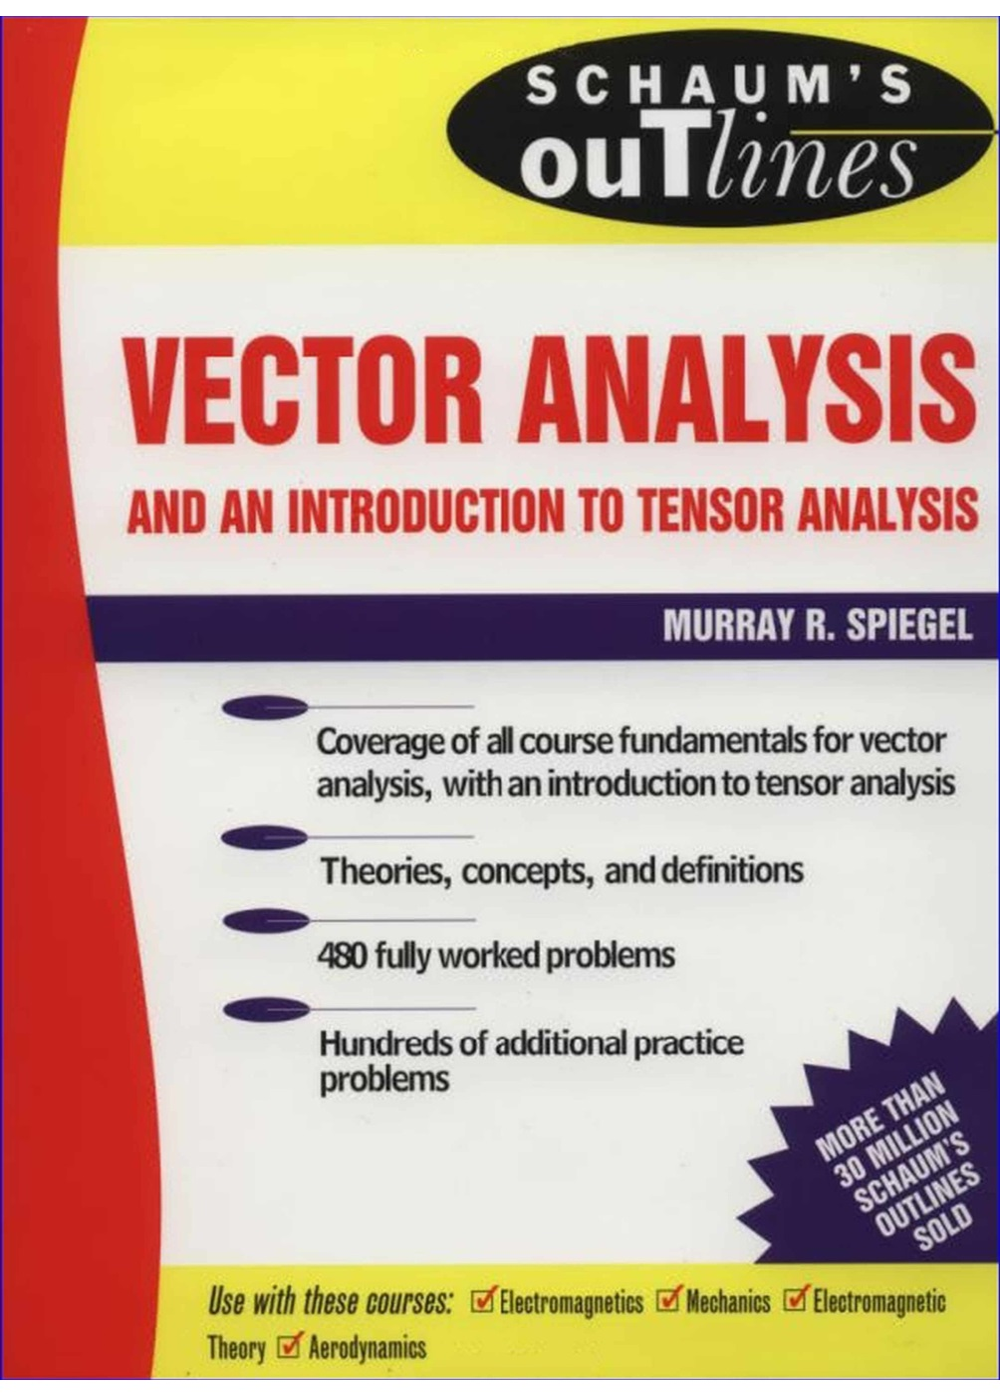 SCHAUM'S
ouTlines
VECTOR ANALYSIS
AND AN INTRODUCTION TO TENSOR ANALYSIS
MURRAY R. SPIEGEL
Coverage of all course fundamentals for vector
analysis, with an introduction to tensor analysis
Theories, concepts, and definitions
480 fully worked problems
Hundreds of additional practice
problems
MORE THAN
30 MILLION
SCHAUM'S
OUTLINES
SOLD
Use with these courses: ☑ Electromagnetics ☑ Mechanics ☑ Electromagnetic
Theory ☑ Aerodynamics